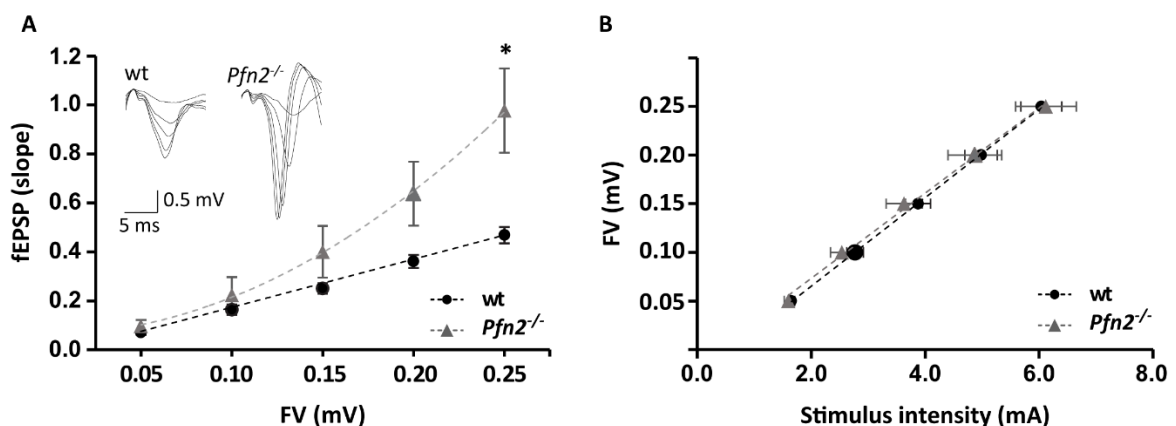 A
1.2
1.0
0.8
0.6
0.4
0.2
0.0
fEPSP (slope)
wt
Pfn2-/-
0.5 mV
5 ms
*
wt
Pfn2-/-
0.05 0.10 0.15 0.20 0.25
FV (mV)
B
0.25
0.20
0.15
0.10
0.05
FV (mV)
wt
Pfn2-/-
0.0 2.0 4.0 6.0 8.0
Stimulus intensity (mA)